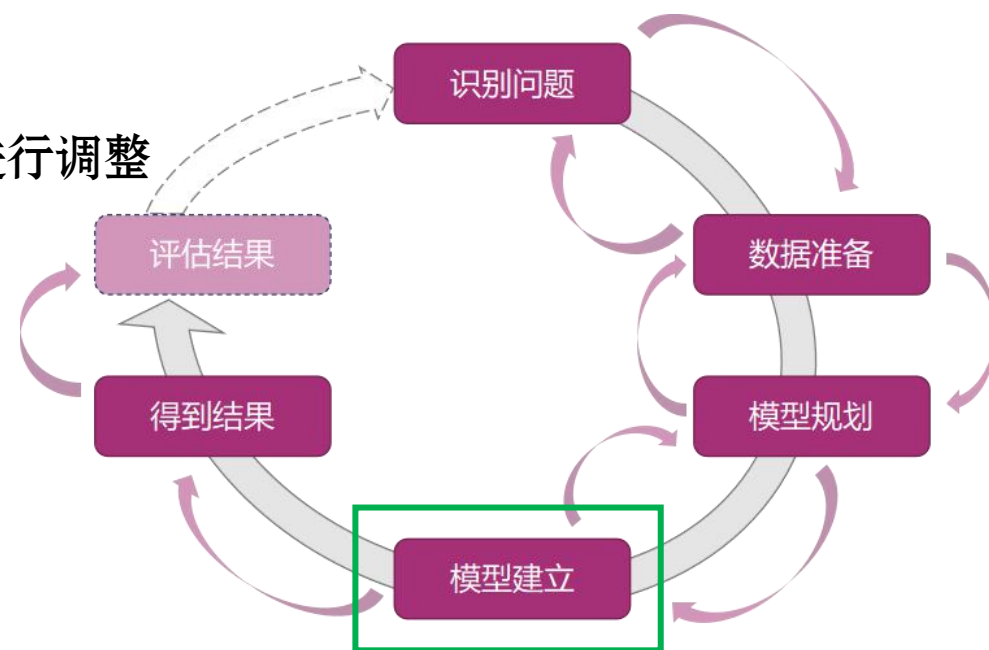 识别问题
行调整
评估结果
数据准备
得到结果
模型规划
模型建立